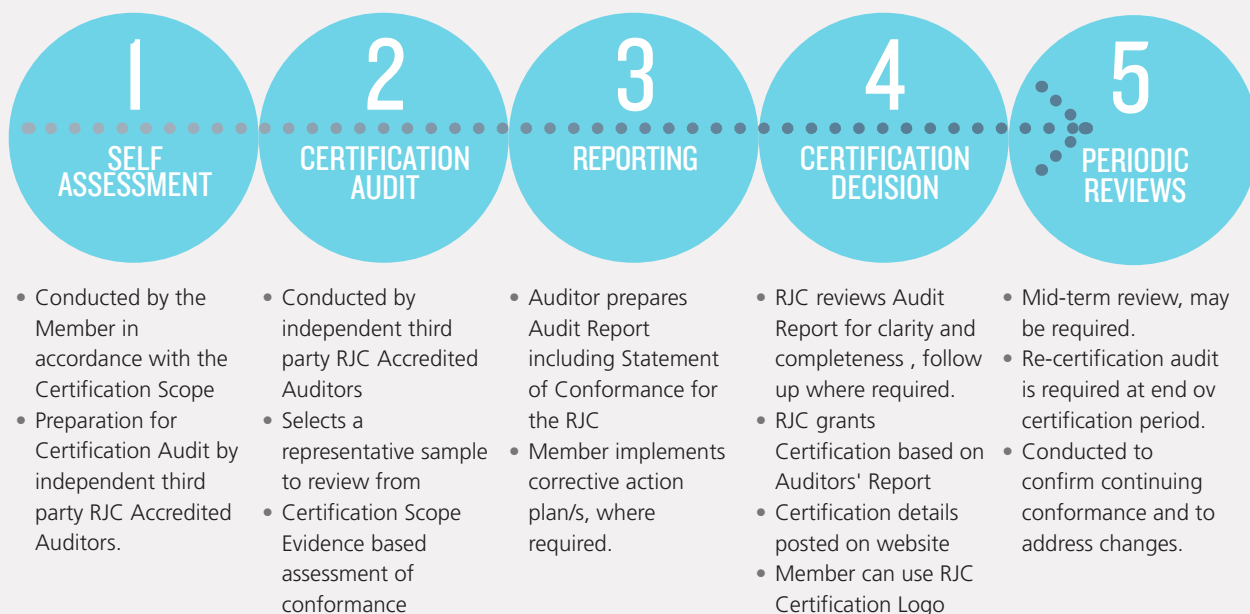 1
SELF
ASSESSMENT
• Conducted by the
Member in
accordance with the
Certification Scope
• Preparation for
Certification Audit by
independent third
party RJC Accredited
Auditors.
2
CERTIFICATION
AUDIT
• Conducted by
independent third
party RJC Accredited
Auditors
• Selects a
representative sample
to review from
• Certification Scope
Evidence based
assessment of
conformance
3
REPORTING
• Auditor prepares
Audit Report
including Statement
of Conformance for
the RJC
• Member implements
corrective action
plan/s, where
required.
4
CERTIFICATION
DECISION
• RJC reviews Audit
Report for clarity and
completeness , follow
up where required.
• RJC grants
Certification based on
Auditors' Report
• Certification details
posted on website
• Member can use RJC
Certification Logo
5
PERIODIC
REVIEWS
• Mid-term review, may
be required.
• Re-certification audit
is required at end ov
certification period.
• Conducted to
confirm continuing
conformance and to
address changes.